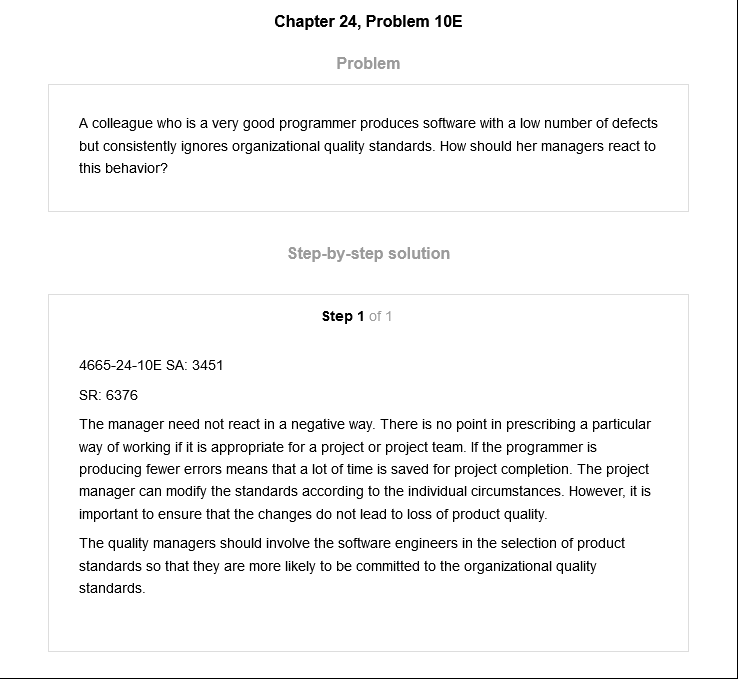 Chapter 24, Problem 10E
Problem
A colleague who is a very good programmer produces software with a low number of defects
but consistently ignores organizational quality standards. How should her managers react to
this behavior?
Step-by-step solution
Step 1 of 1
4665-24-10E SA: 3451
SR: 6376
The manager need not react in a negative way. There is no point in prescribing a particular
way of working if it is appropriate for a project or project team. If the programmer is
producing fewer errors means that a lot of time is saved for project completion. The project
manager can modify the standards according to the individual circumstances. However, it is
important to ensure that the changes do not lead to loss of product quality.
The quality managers should involve the software engineers in the selection of product
standards so that they are more likely to be committed to the organizational quality
standards.